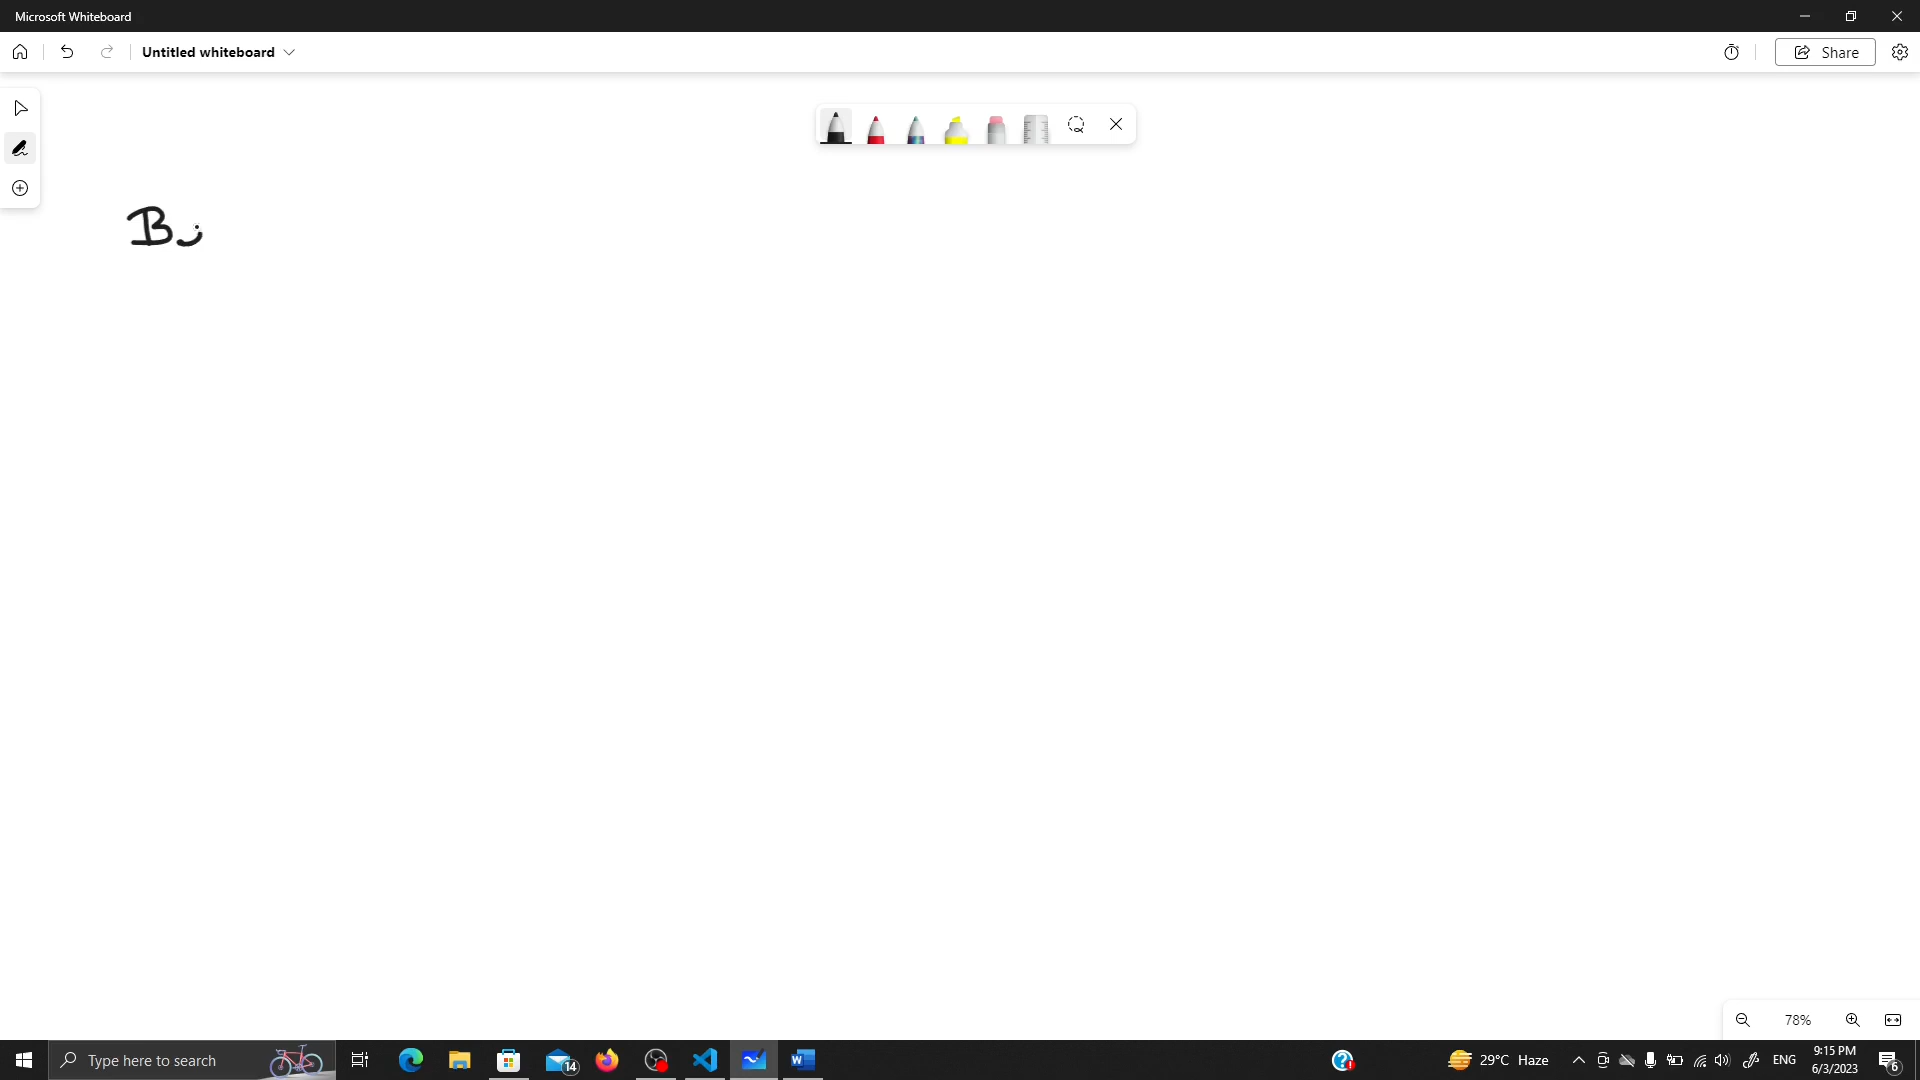 Microsoft Whiteboard
Untitled whiteboard
Share
B
78%
Type here to search
14
W
29°C Haze
ENG
9:15 PM
6/3/2023
6